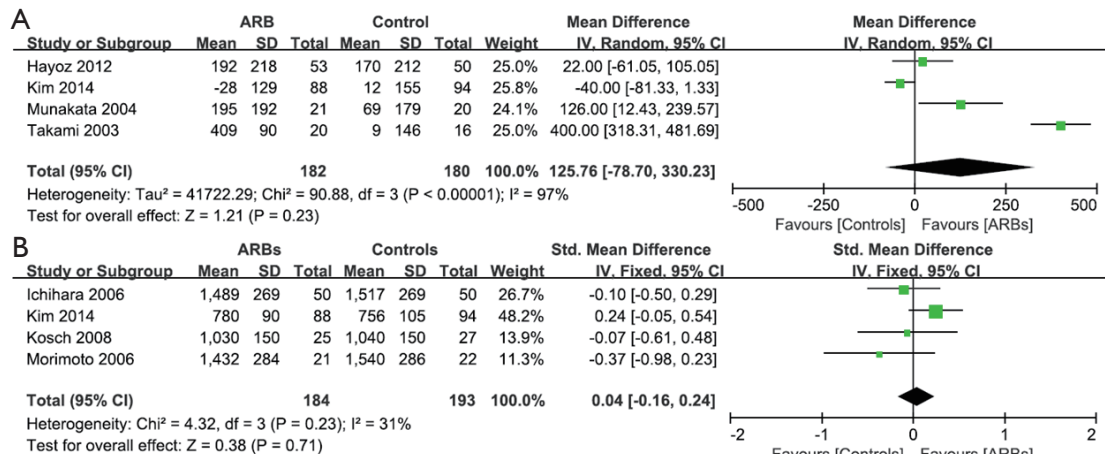 A
ARB Control Mean Difference Mean Difference
Study or Subgroup Mean SD Total Mean SD Total Weight IV, Random, 95% CI IV, Random, 95% CI
Hayoz 2012 192 218 53 170 212 50 25.0% 22.00 [-61.05, 105.05]
Kim 2014 -28 129 88 12 155 94 25.8% -40.00 [-81.33, 1.33]
Munakata 2004 195 192 21 69 179 20 24.1% 126.00 [12.43, 239.57]
Takami 2003 409 90 20 9 146 16 25.0% 400.00 [318.31, 481.69]
Total (95% CI) 182 180 100.0% 125.76 [-78.70, 330.23]
Heterogeneity: Tau² = 41722.29; Chi² = 90.88, df = 3 (P < 0.00001); I² = 97%
Test for overall effect: Z = 1.21 (P = 0.23)
-500 -250 0 250 500
Favours [Controls] Favours [ARBs]
B
ARBs Controls Std. Mean Difference Std. Mean Difference
Study or Subgroup Mean SD Total Mean SD Total Weight IV, Fixed, 95% CI IV, Fixed, 95% CI
Ichihara 2006 1,489 269 50 1,517 269 50 26.7% -0.10 [-0.50, 0.29]
Kim 2014 780 90 88 756 105 94 48.2% 0.24 [-0.05, 0.54]
Kosch 2008 1,030 150 25 1,040 150 27 13.9% -0.07 [-0.61, 0.48]
Morimoto 2006 1,432 284 21 1,540 286 22 11.3% -0.37 [-0.98, 0.23]
Total (95% CI) 184 193 100.0% 0.04 [-0.16, 0.24]
Heterogeneity: Chi² = 4.32, df = 3 (P = 0.23); I² = 31%
Test for overall effect: Z = 0.38 (P = 0.71)
-2 -1 0 1 2
Favours [Controls] Favours [ARBs]